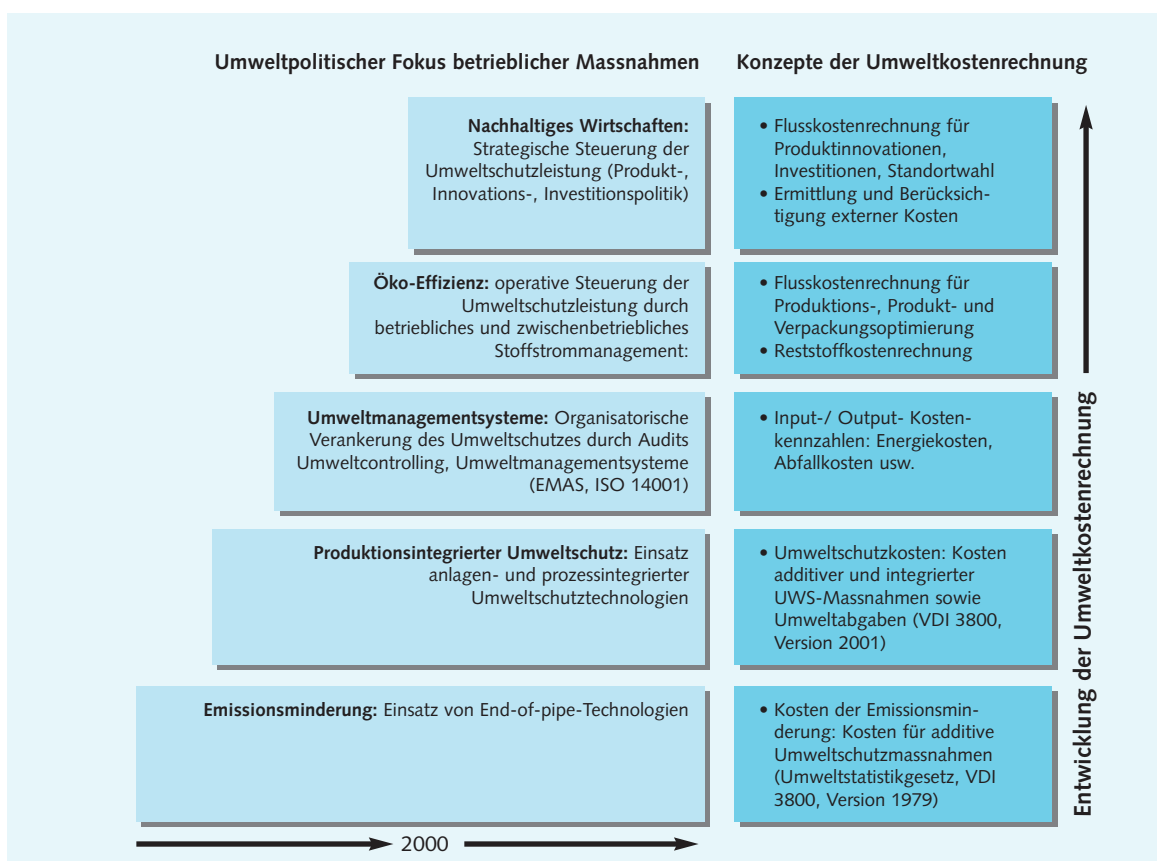 Umweltpolitischer Fokus betrieblicher Massnahmen
Konzepte der Umweltkostenrechnung
Nachhaltiges Wirtschaften:
Strategische Steuerung der
Umweltschutzleistung (Produkt-,
Innovations-, Investitionspolitik)
• Flusskostenrechnung für
Produktinnovationen,
Investitionen, Standortwahl
• Ermittlung und Berücksich-
tigung externer Kosten
Öko-Effizienz: operative Steuerung der
Umweltschutzleistung durch
betriebliches und zwischenbetriebliches
Stoffstrommanagement:
• Flusskostenrechnung für
Produktions-, Produkt- und
Verpackungsoptimierung
• Reststoffkostenrechnung
Umweltmanagementsysteme: Organisatorische
Verankerung des Umweltschutzes durch Audits
Umweltcontrolling, Umweltmanagementsysteme
(EMAS, ISO 14001)
• Input-/ Output- Kosten-
kennzahlen: Energiekosten,
Abfallkosten usw.
Produktionsintegrierter Umweltschutz: Einsatz
anlagen- und prozessintegrierter
Umweltschutztechnologien
• Umweltschutzkosten: Kosten
additiver und integrierter
UWS-Massnahmen sowie
Umweltabgaben (VDI 3800,
Version 2001)
Emissionsminderung: Einsatz von End-of-pipe-Technologien
• Kosten der Emissionsmin-
derung: Kosten für additive
Umweltschutzmassnahmen
(Umweltstatistikgesetz, VDI
3800, Version 1979)
Entwicklung der Umweltkostenrechnung
2000